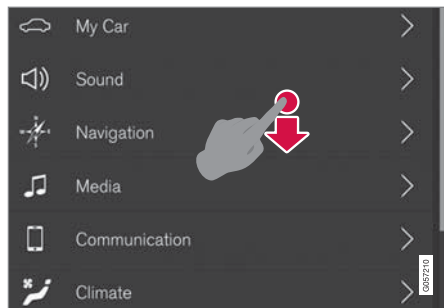 My Car
Sound
Navigation
Media
Communication
Climate
G057210